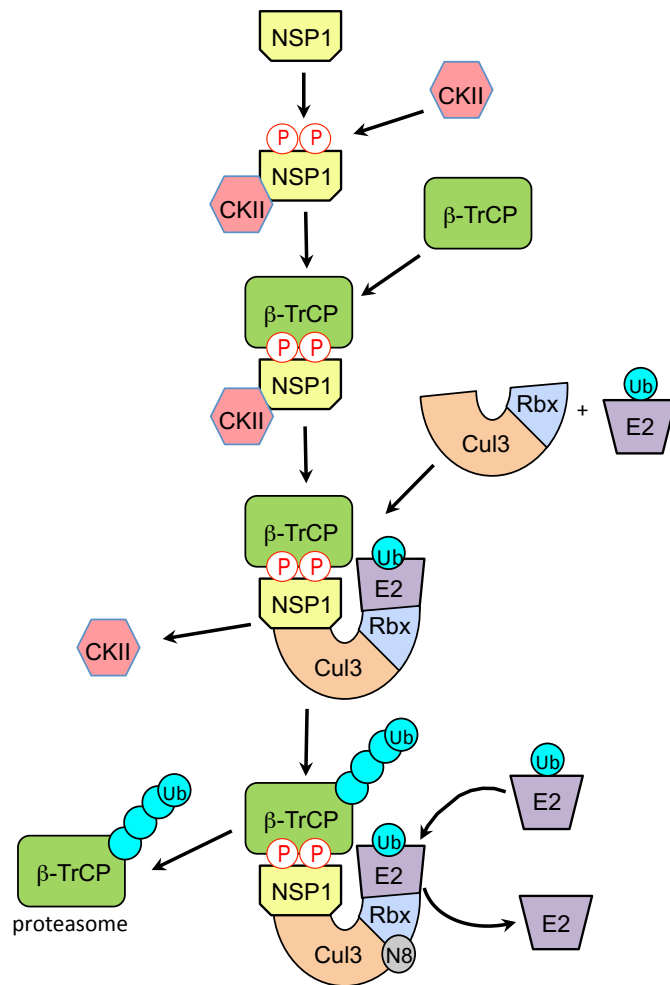 NSP1
CKII
P P
NSP1
CKII
β-TrCP
β-TrCP
P P
NSP1
CKII
Ub
Rbx
+
E2
Cul3
β-TrCP
Ub
P P
E2
NSP1
Rbx
CKII
Cul3
Ub
Ub
Ub
E2
β-TrCP
Ub
β-TrCP
P P
E2
NSP1
proteasome
Rbx
E2
Cul3
N8